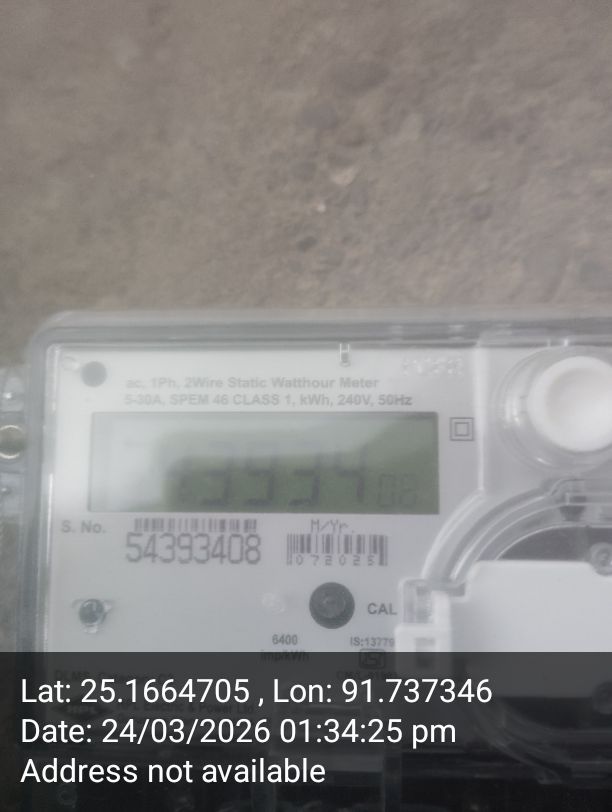 ac, 1Ph, 2Wire Static Watthour Meter
5-30A, SPEM 46 CLASS 1, kWh, 240V, 50Hz
S. No.
54393408
M/Yr.
072025
CAL
6400
imp/kWh
IS:13779
Lat: 25.1664705 , Lon: 91.737346
Date: 24/03/2026 01:34:25 pm
Address not available